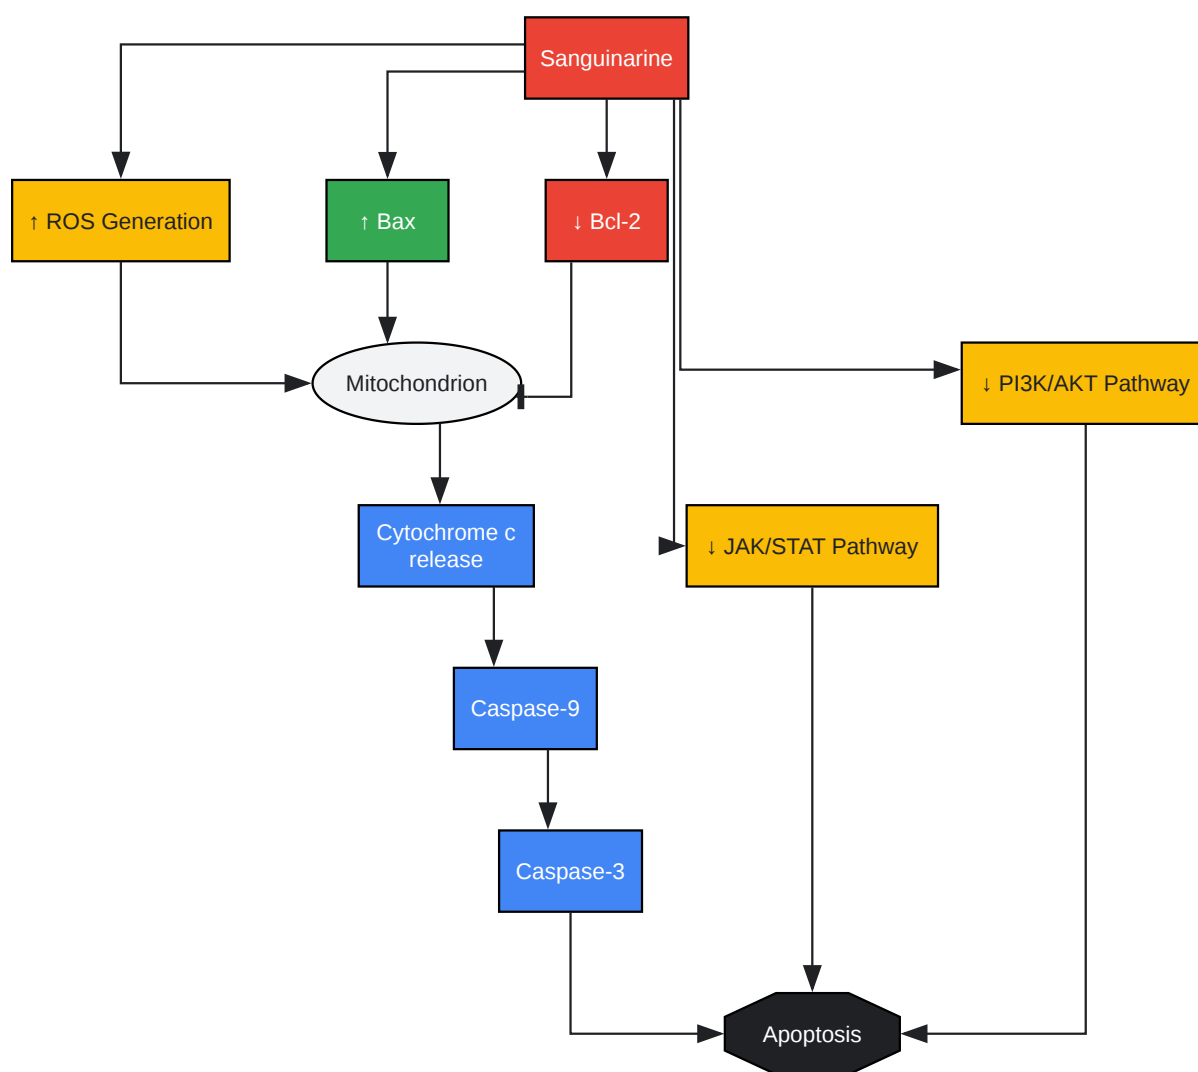 Sanguinarine
↑ ROS Generation
↑ Bax
↓ Bcl-2
Mitochondrion
↓ PI3K/AKT Pathway
Cytochrome c
release
↓ JAK/STAT Pathway
Caspase-9
Caspase-3
Apoptosis